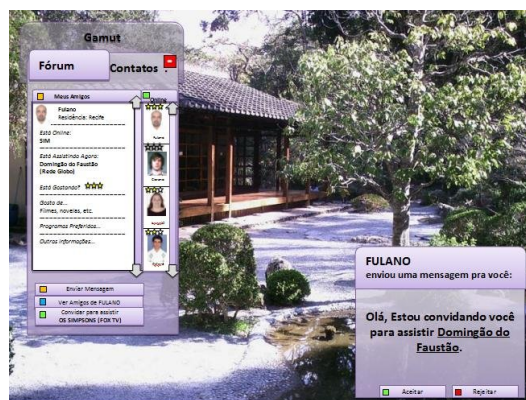 Gamut
Fórum
Contatos
Meus Amigos
Fulano
Residência: Recife
Está Online:
SIM
Está Assistindo Agora:
Domingão do Faustão
(Rede Globo)
Está Gostando?
Gosto de...
Filmes, novelas, etc.
Programas Preferidos...
Outras Informações...
Fulano
Enviar Mensagem
Ver Amigos de FULANO
Convidar para assistir
OS SIMPSONS (FOX TV)
FULANO
enviou uma mensagem pra você:
Olá, Estou convidando você
para assistir Domingão do
Faustão.
Aceitar
Rejeitar